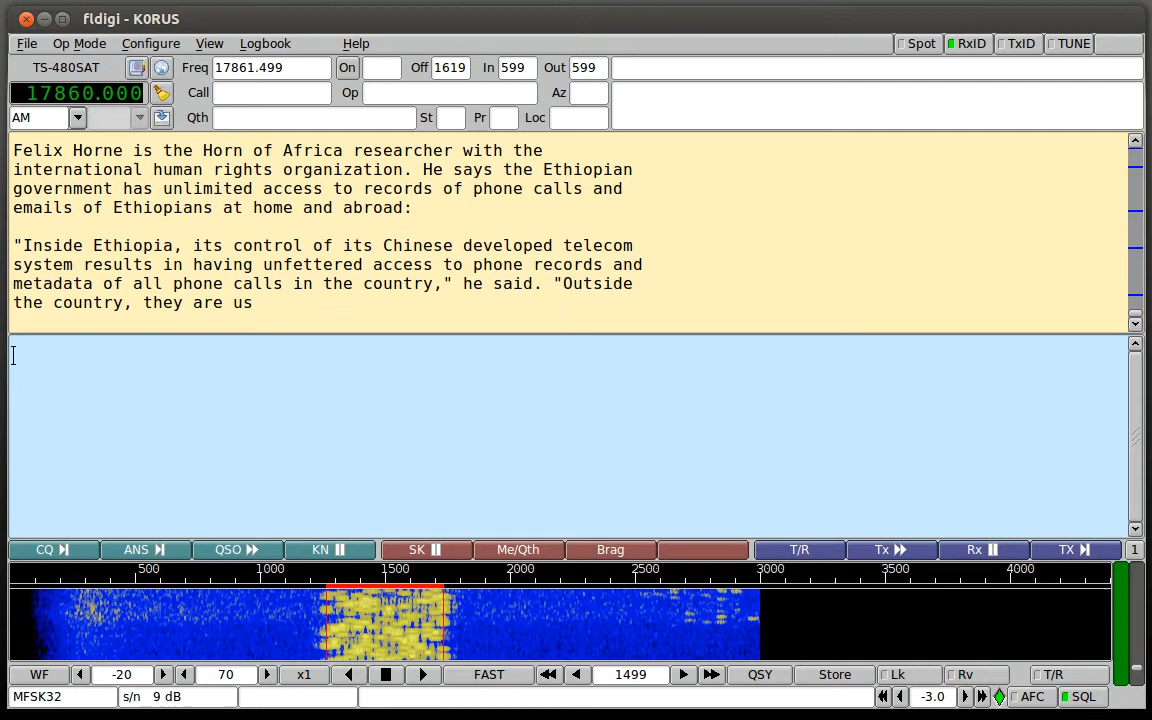 fldigi - K0RUS
File Op Mode Configure View Logbook Help Spot RxID TxID TUNE
TS-480SAT Freq 17861.499 On Off 1619 In 599 Out 599
17860.000 Call Op Az
AM Qth St Pr Loc
Felix Horne is the Horn of Africa researcher with the
international human rights organization. He says the Ethiopian
government has unlimited access to records of phone calls and
emails of Ethiopians at home and abroad:
"Inside Ethiopia, its control of its Chinese developed telecom
system results in having unfettered access to phone records and
metadata of all phone calls in the country," he said. "Outside
the country, they are us
CQ ANS QSO KN SK Me/Qth Brag T/R Tx Rx TX 1
500 1000 1500 2000 2500 3000 3500 4000
WF -20 70 x1 FAST 1499 QSY Store Lk Rv T/R
MFSK32 s/n 9 dB -3.0 AFC SQL